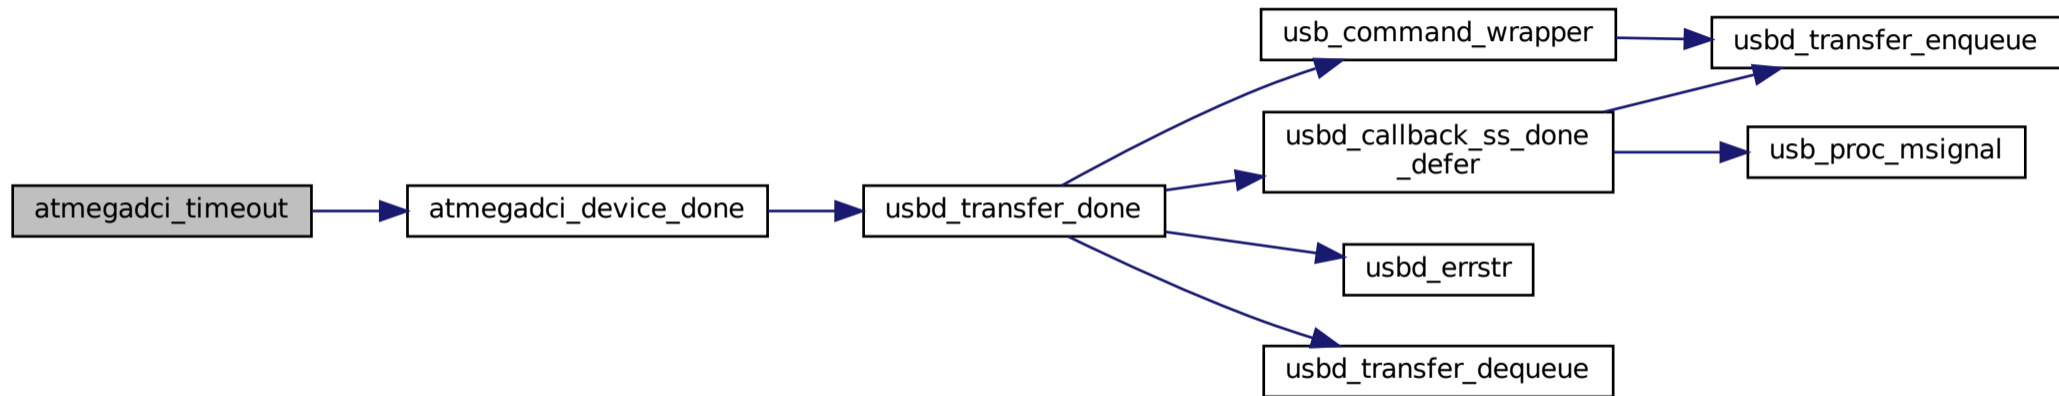 usb_command_wrapper
usbd_transfer_enqueue
usbd_callback_ss_done
_defer
usb_proc_msignal
atmegadci_timeout
atmegadci_device_done
usbd_transfer_done
usbd_errstr
usbd_transfer_dequeue